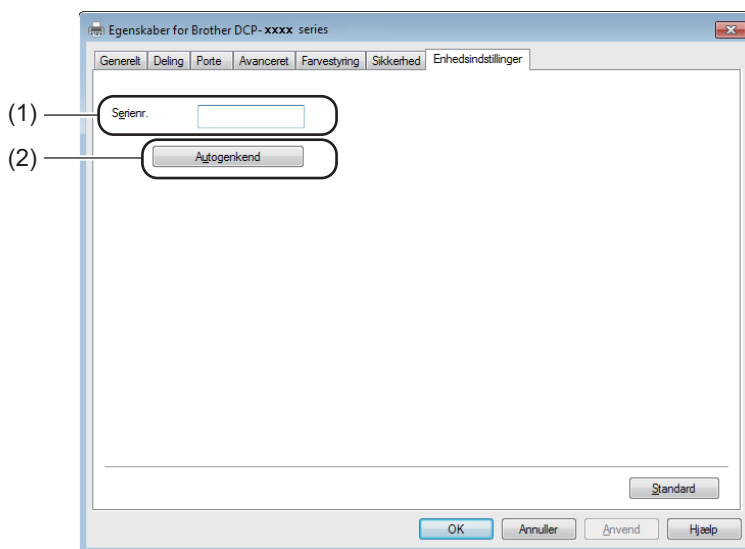 Egenskaber for Brother DCP-xxxx series
Generelt Deling Porte Avanceret Farvestyring Sikkerhed Enhedsindstillinger
(1) Serienr.
(2) Autogenkend
Standard
OK Annuller Anvend Hjælp